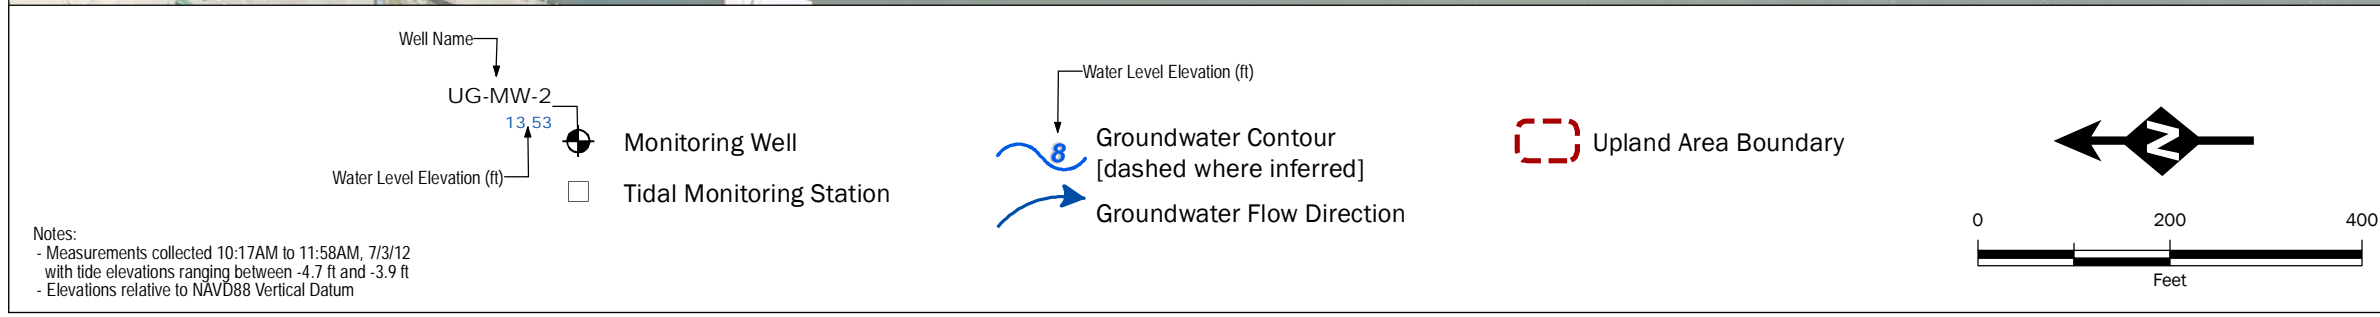 Well Name
UG-MW-2
13.53
Water Level Elevation (ft)
Monitoring Well
Tidal Monitoring Station
Water Level Elevation (ft)
8
Groundwater Contour
[dashed where inferred]
Groundwater Flow Direction
Upland Area Boundary
N
0 200 400
Feet
Notes:
- Measurements collected 10:17AM to 11:58AM, 7/3/12
with tide elevations ranging between -4.7 ft and -3.9 ft
- Elevations relative to NAVD88 Vertical Datum